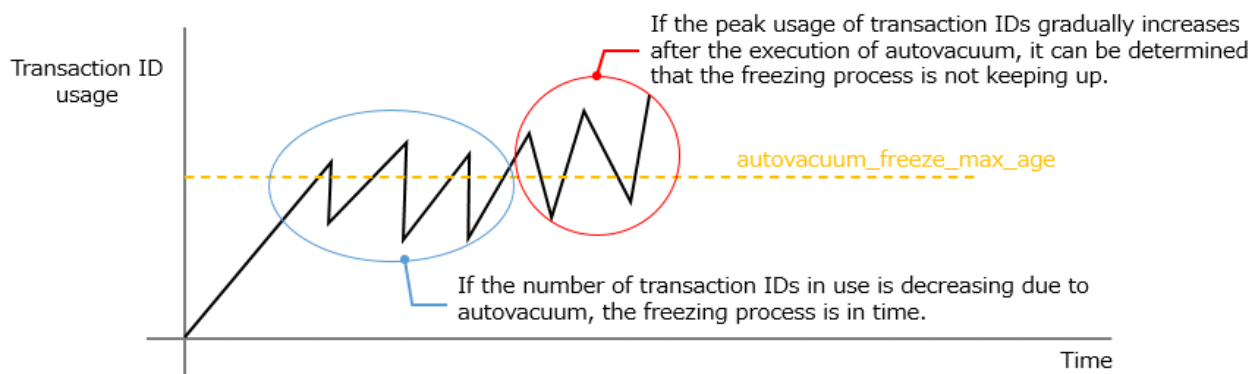 If the peak usage of transaction IDs gradually increases
after the execution of autovacuum, it can be determined
that the freezing process is not keeping up.
Transaction ID
usage
autovacuum_freeze_max_age
If the number of transaction IDs in use is decreasing due to
autovacuum, the freezing process is in time.
Time